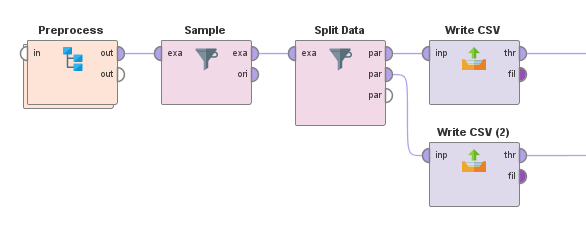 Preprocess
in
out
out
Sample
exa
exa
ori
Split Data
exa
par
par
par
Write CSV
inp
thr
fil
Write CSV (2)
inp
thr
fil